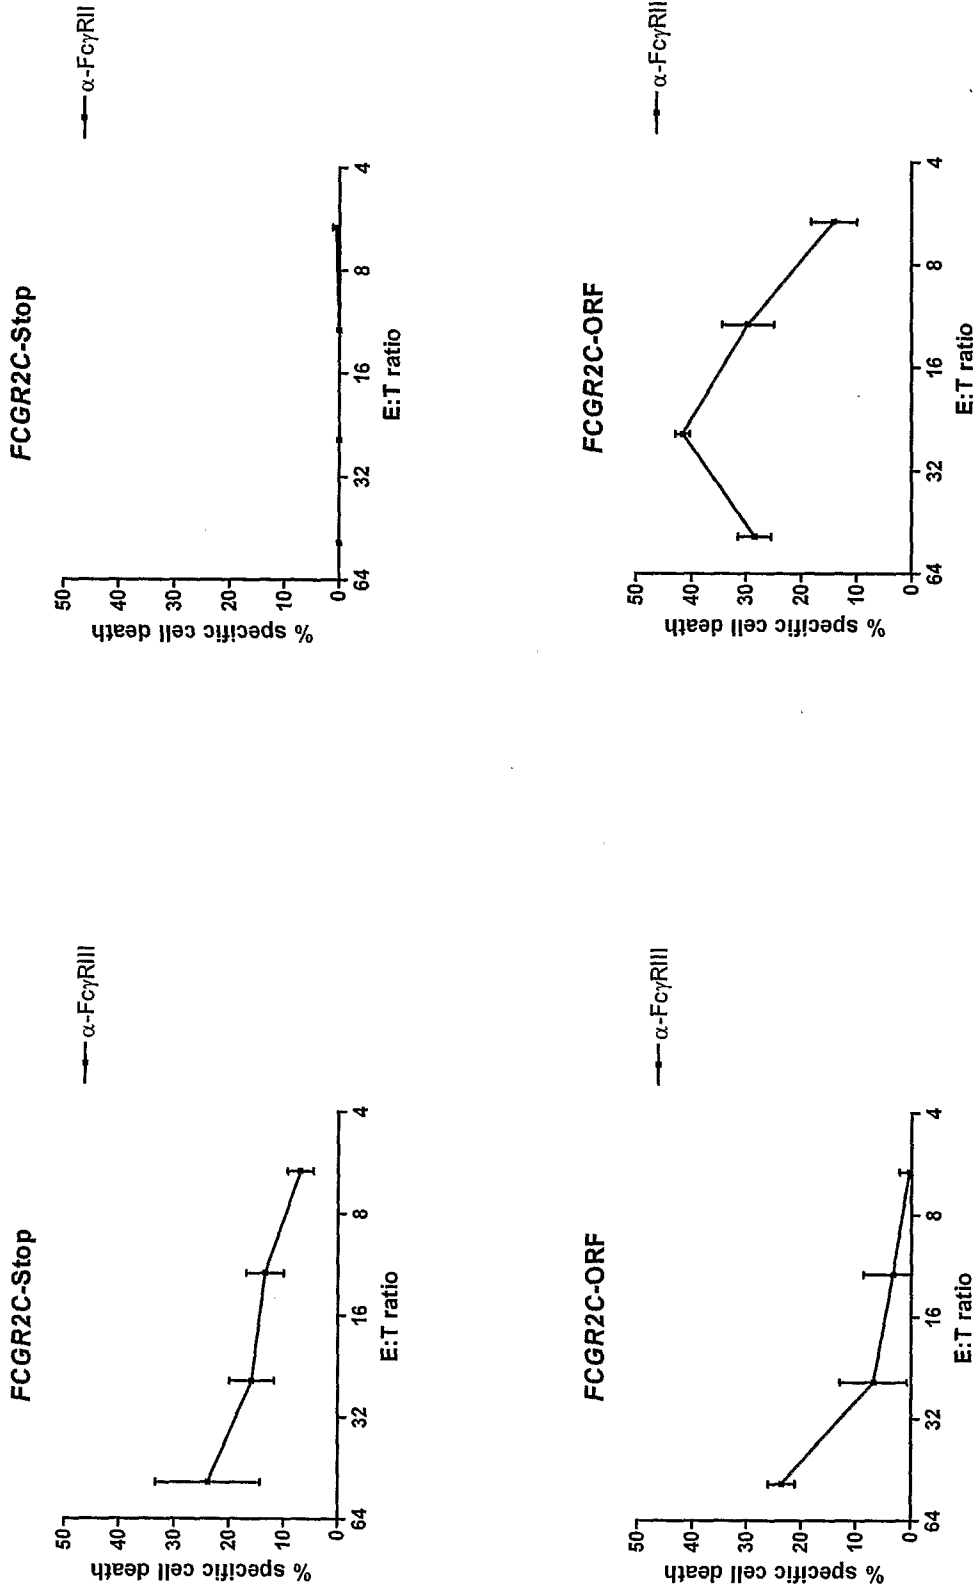 FCGR2C-Stop
α-FcγRIII
% specific cell death
50
40
30
20
10
0
64
32
16
8
4
E:T ratio
FCGR2C-Stop
α-FcγRII
% specific cell death
50
40
30
20
10
0
64
32
16
8
4
E:T ratio
FCGR2C-ORF
α-FcγRIII
% specific cell death
50
40
30
20
10
0
64
32
16
8
4
E:T ratio
FCGR2C-ORF
α-FcγRII
% specific cell death
50
40
30
20
10
0
64
32
16
8
4
E:T ratio